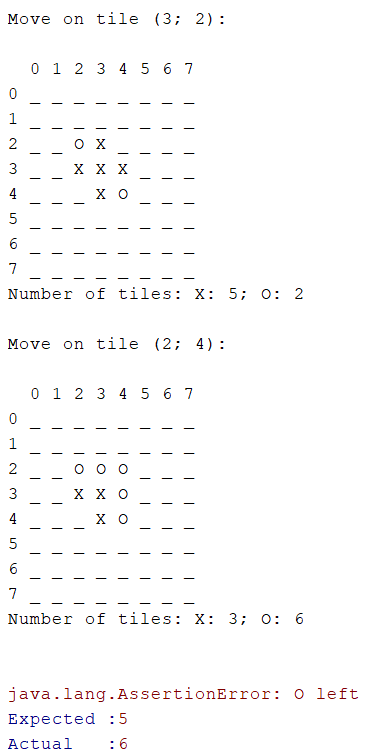 Move on tile (3; 2):
  0 1 2 3 4 5 6 7
0 _ _ _ _ _ _ _ _
1 _ _ _ _ _ _ _ _
2 _ _ O X _ _ _ _
3 _ _ X X X _ _ _
4 _ _ _ X O _ _ _
5 _ _ _ _ _ _ _ _
6 _ _ _ _ _ _ _ _
7 _ _ _ _ _ _ _ _
Number of tiles: X: 5; O: 2
Move on tile (2; 4):
  0 1 2 3 4 5 6 7
0 _ _ _ _ _ _ _ _
1 _ _ _ _ _ _ _ _
2 _ _ O O O _ _ _
3 _ _ X X O _ _ _
4 _ _ _ X O _ _ _
5 _ _ _ _ _ _ _ _
6 _ _ _ _ _ _ _ _
7 _ _ _ _ _ _ _ _
Number of tiles: X: 3; O: 6
java.lang.AssertionError: O left
Expected :5
Actual   :6